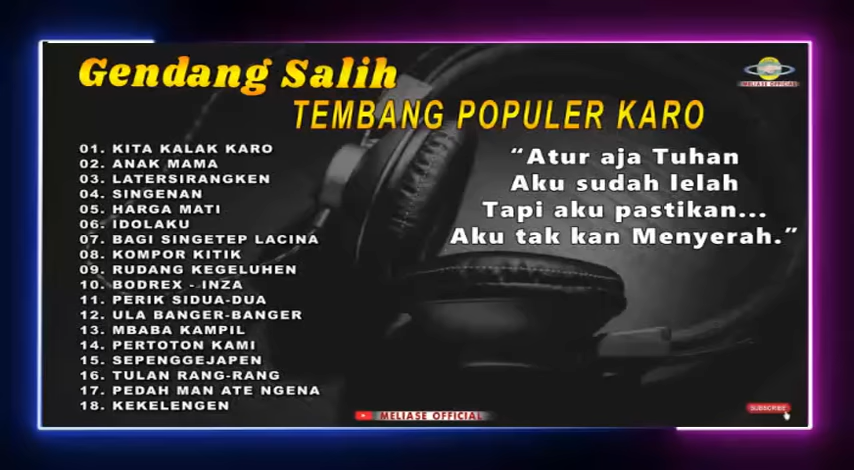 Gendang Salih
TEMBANG POPULER KARO
MELIASE OFFICIAL
01. KITA KALAK KARO
02. ANAK MAMA
03. LATERSIRANGKEN
04. SINGENAN
05. HARGA MATI
06. IDOLAKU
07. BAGI SINGETEP LACINA
08. KOMPOR KITIK
09. RUDANG KEGELUHEN
10. BODREX - INZA
11. PERIK SIDUA-DUA
12. ULA BANGER-BANGER
13. MBABA KAMPIL
14. PERTOTON KAMI
15. SEPENGGEJAPEN
16. TULAN RANG-RANG
17. PEDAH MAN ATE NGENA
18. KEKELENGEN
“Atur aja Tuhan
Aku sudah lelah
Tapi aku pastikan...
Aku tak kan Menyerah.”
MELIASE OFFICIAL
SUBSCRIBE